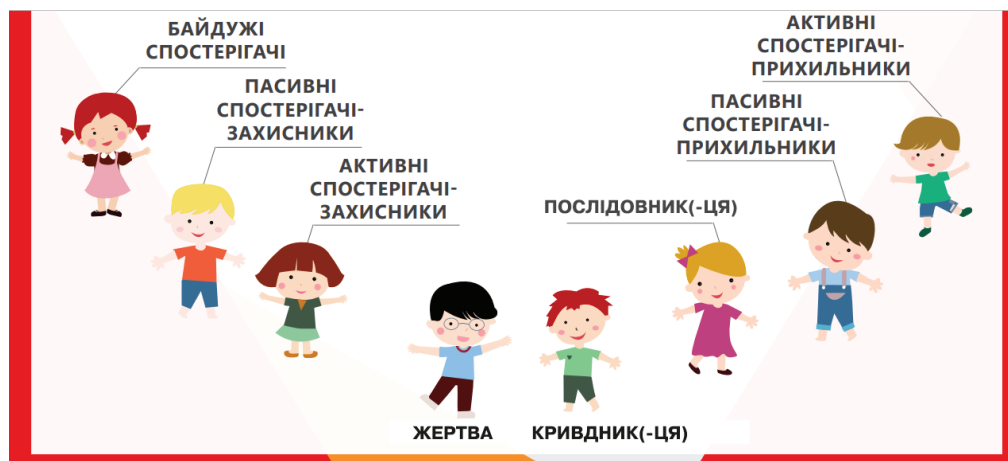 БАЙДУЖІ
СПОСТЕРІГАЧІ
ПАСИВНІ
СПОСТЕРІГАЧІ-
ЗАХИСНИКИ
АКТИВНІ
СПОСТЕРІГАЧІ-
ЗАХИСНИКИ
ЖЕРТВА
КРИВДНИК(-ЦЯ)
ПОСЛІДОВНИК(-ЦЯ)
ПАСИВНІ
СПОСТЕРІГАЧІ-
ПРИХИЛЬНИКИ
АКТИВНІ
СПОСТЕРІГАЧІ-
ПРИХИЛЬНИКИ